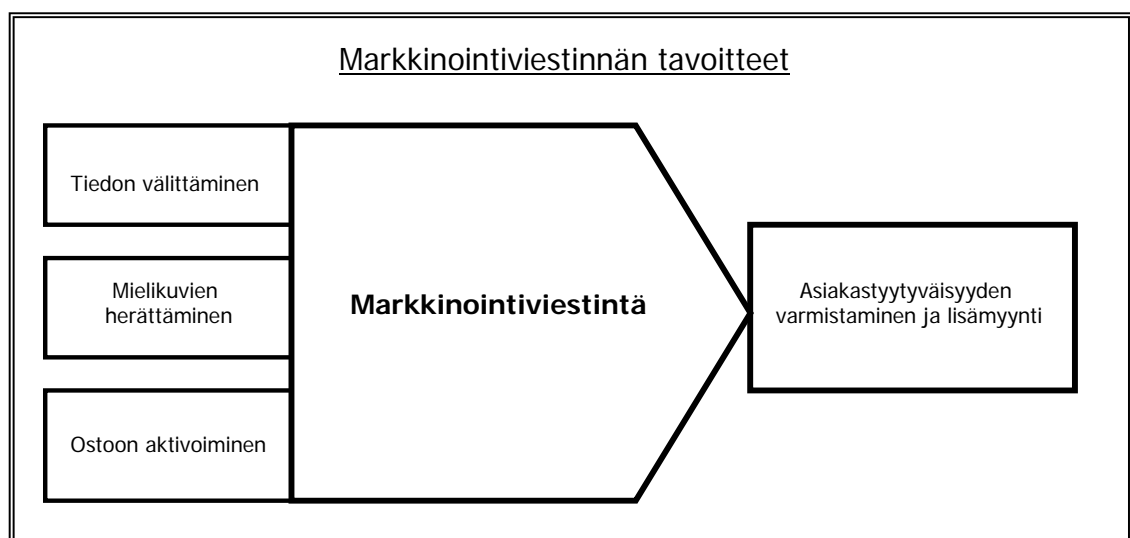 Markkinointiviestinnän tavoitteet
Tiedon välittäminen
Mielikuvien
herättäminen
Ostoon aktivoiminen
Markkinointiviestintä
Asiakastyytyväisyyden
varmistaminen ja lisämyynti